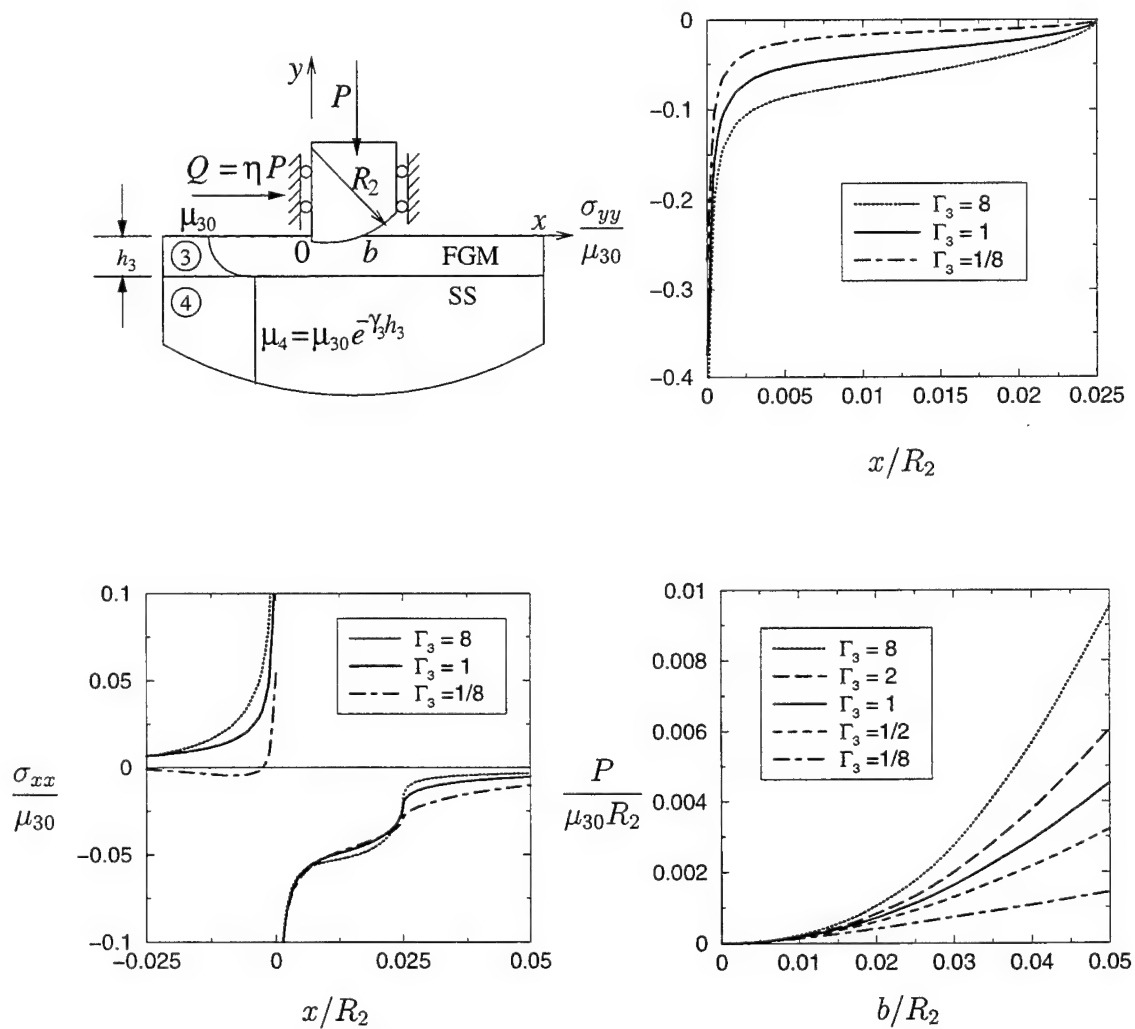 y
P
Q = η P
R₂
μ₃₀
x
0
b
h₃
③
FGM
④
SS
μ₄=μ₃₀e^{-γ₃h₃}
σ_yy/μ₃₀
0
-0.1
-0.2
-0.3
-0.4
Γ₃ = 8
Γ₃ = 1
Γ₃ =1/8
0 0.005 0.01 0.015 0.02 0.025
x/R₂
σ_xx/μ₃₀
0.1
0.05
0
-0.05
-0.1
Γ₃ = 8
Γ₃ = 1
Γ₃ =1/8
-0.025 0 0.025 0.05
x/R₂
P/μ₃₀R₂
0.01
0.008
0.006
0.004
0.002
0
Γ₃ = 8
Γ₃ = 2
Γ₃ = 1
Γ₃ =1/2
Γ₃ =1/8
0 0.01 0.02 0.03 0.04 0.05
b/R₂